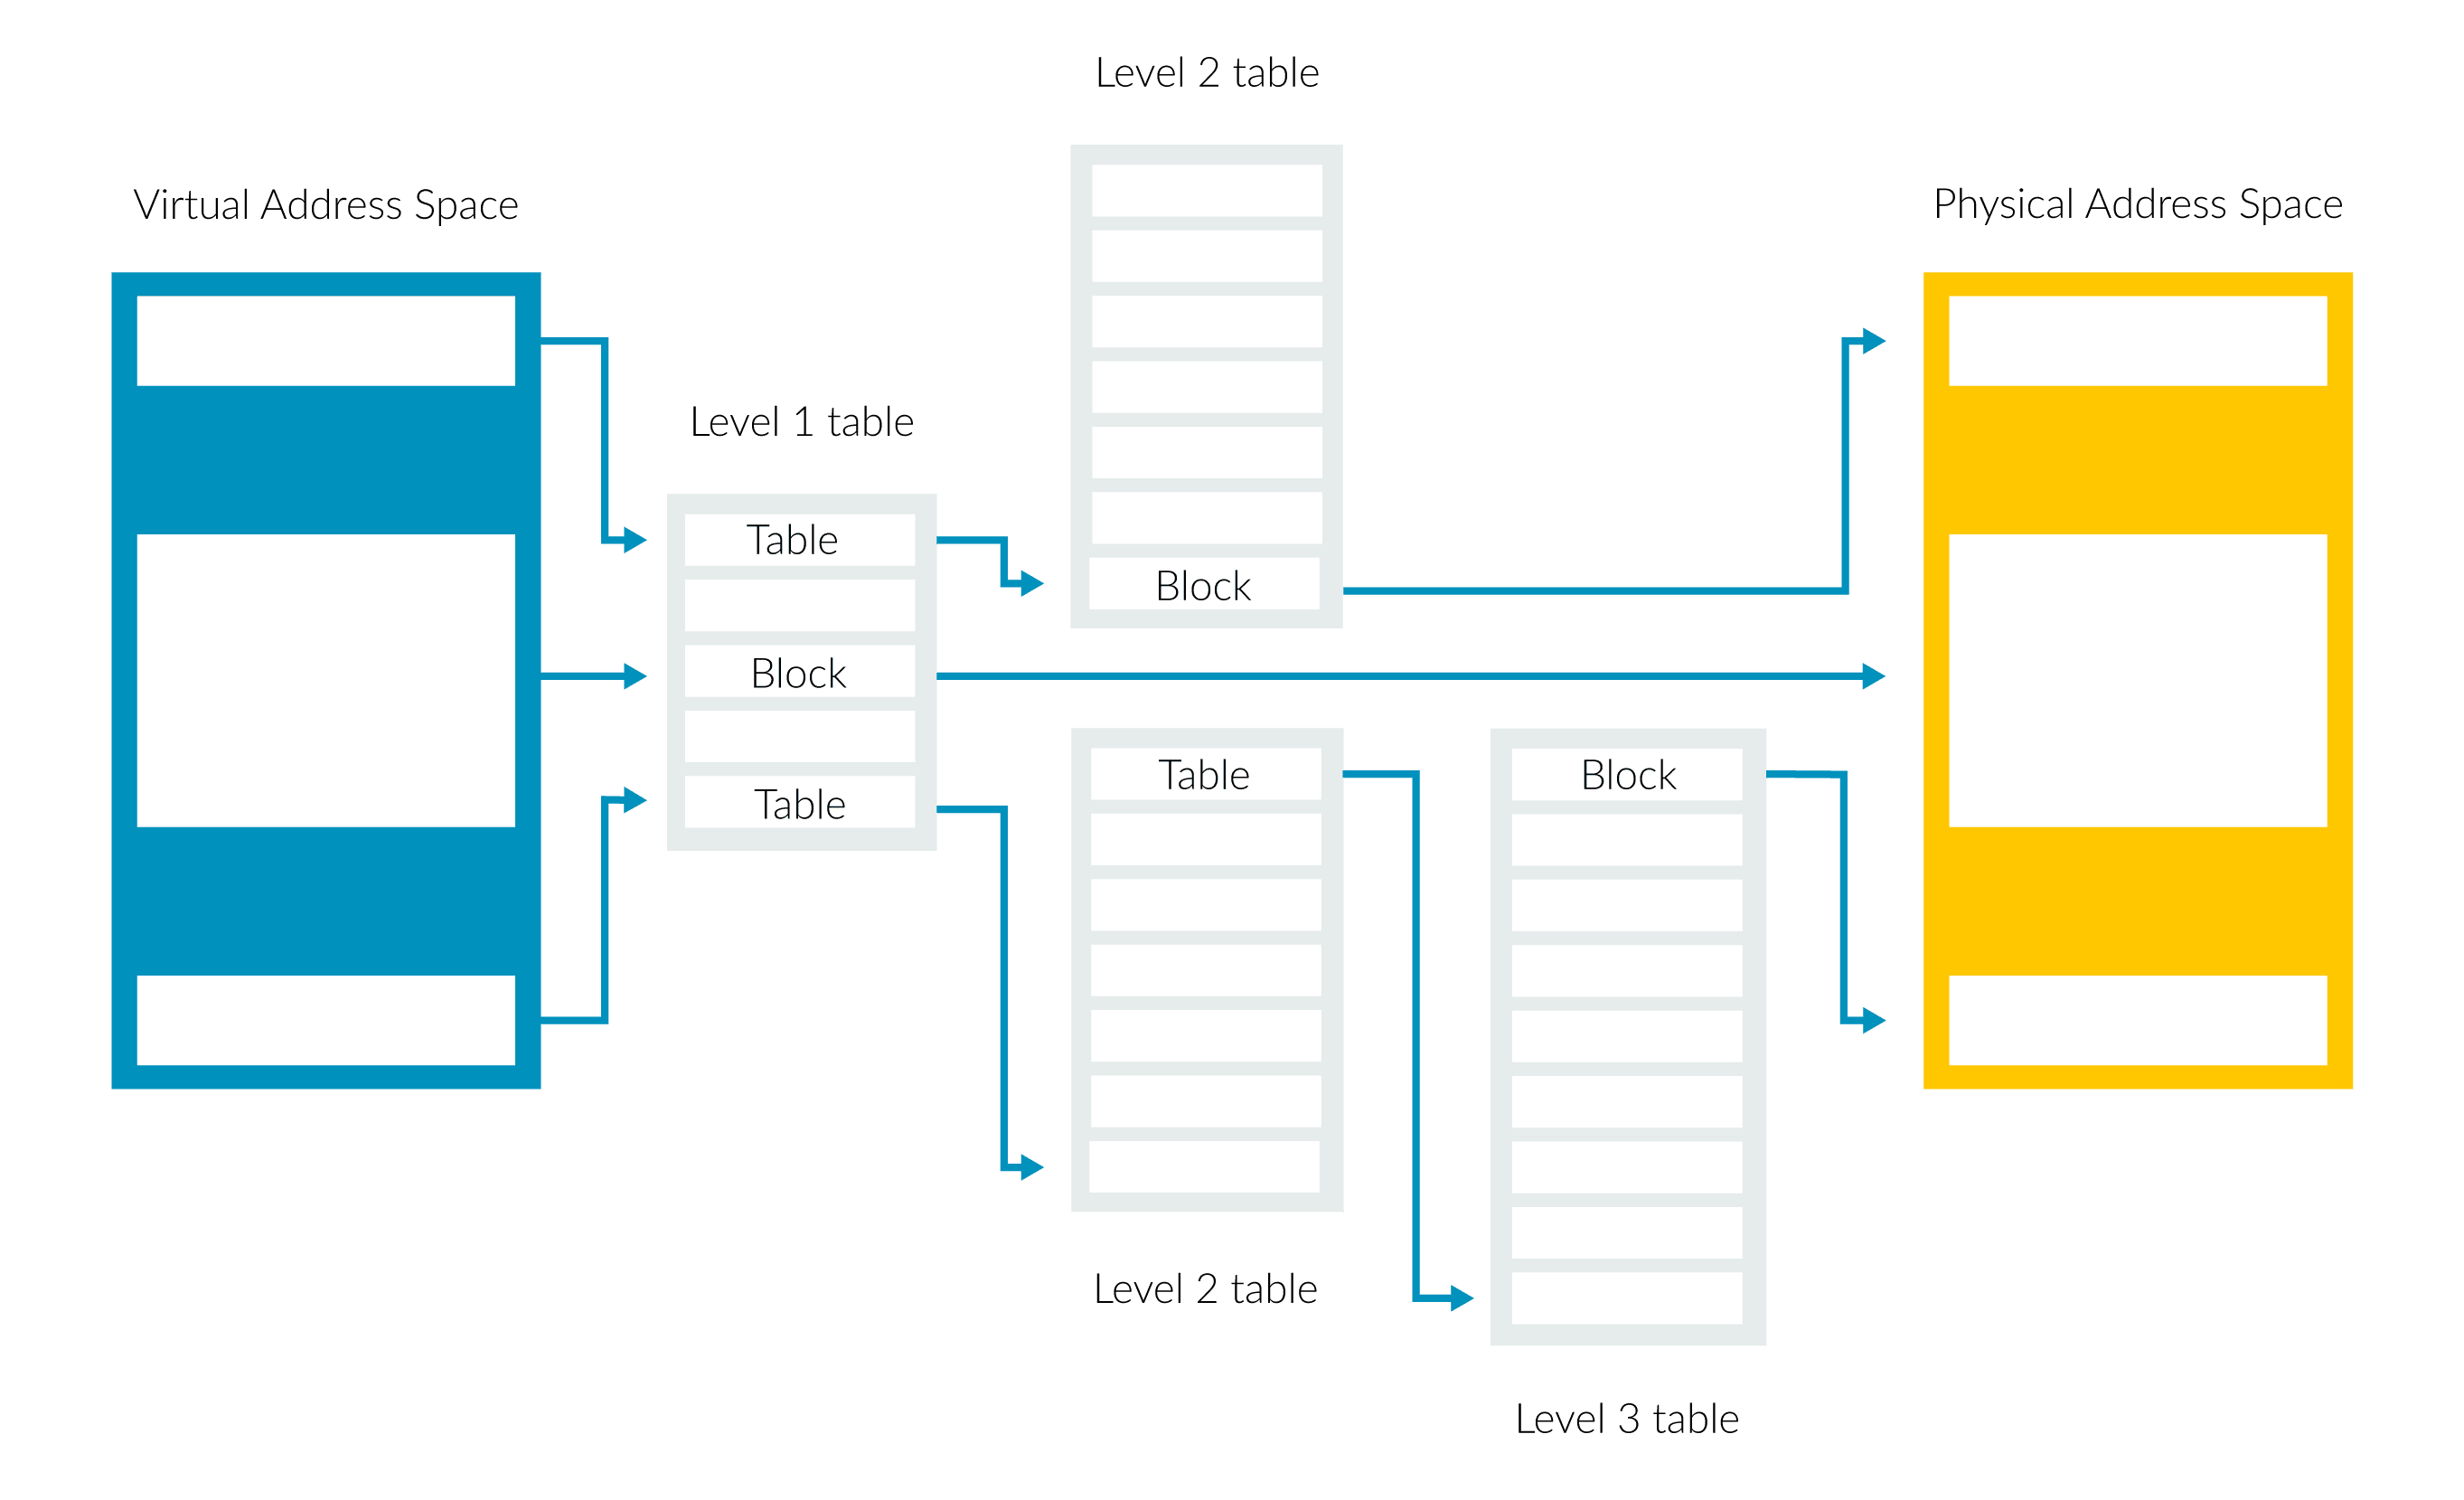 Level 2 table
Virtual Address Space
Physical Address Space
Level 1 table
Table
Block
Block
Table
Table
Block
Table
Level 2 table
Level 3 table